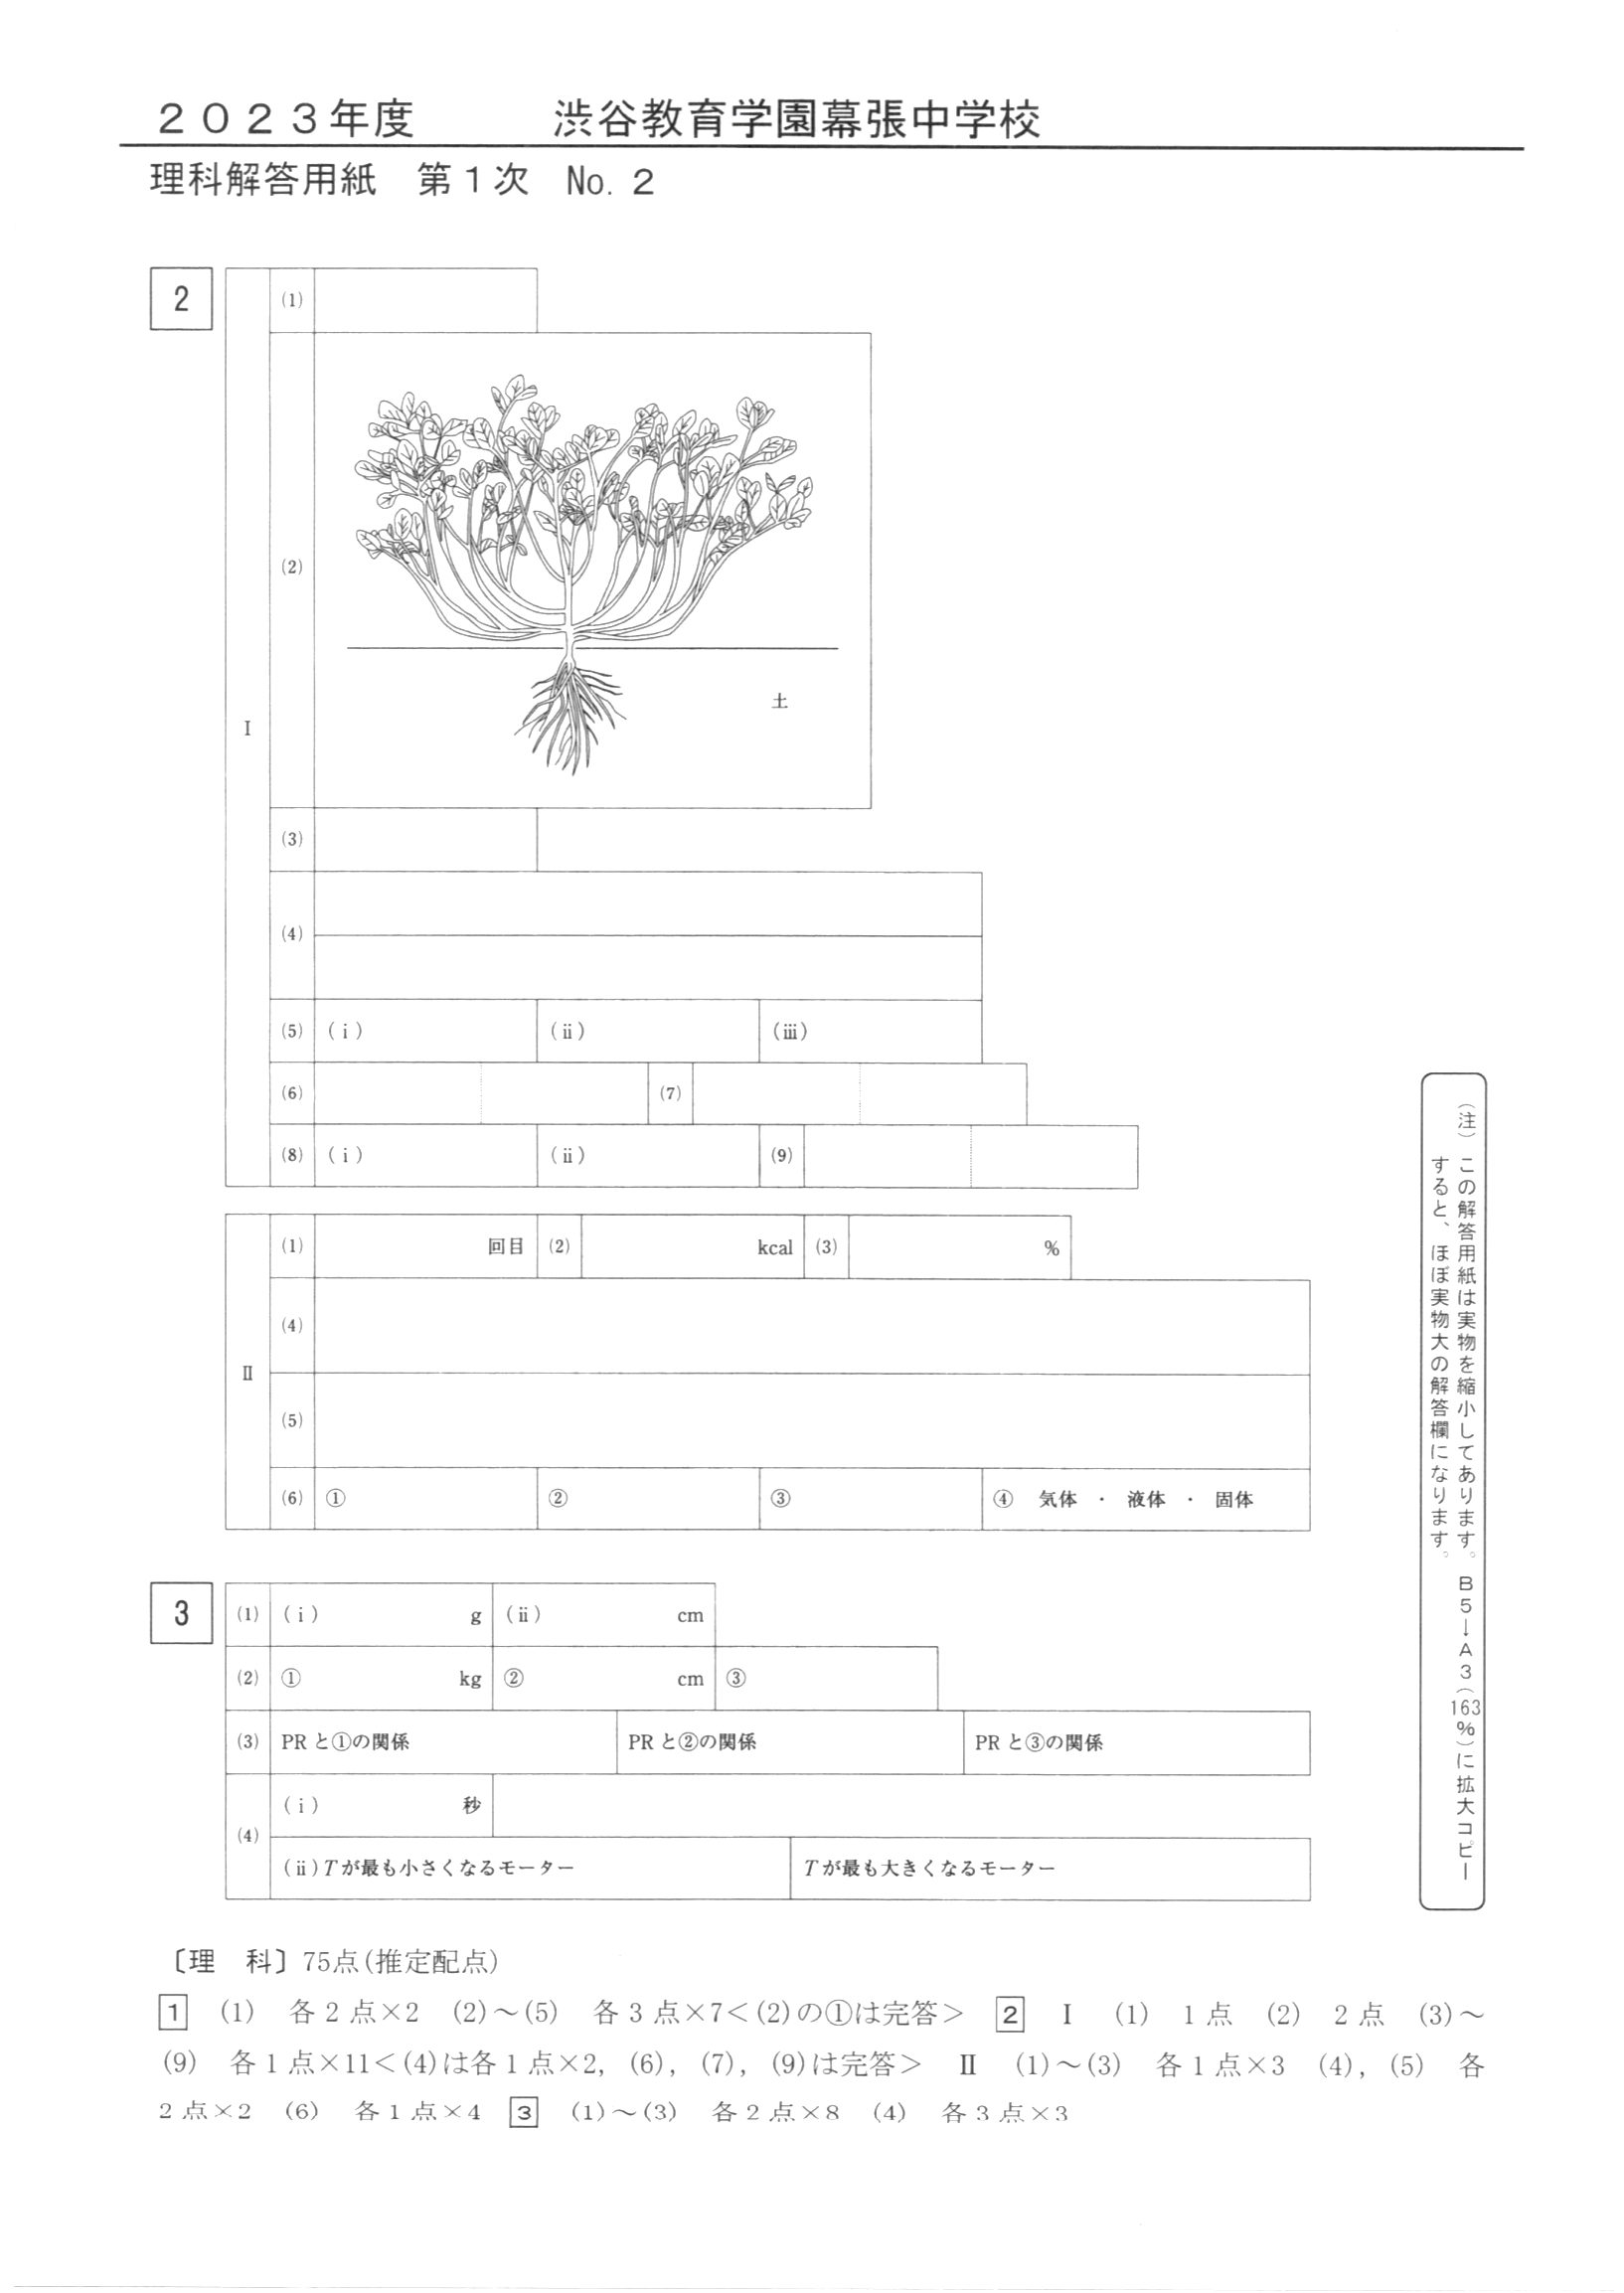 ２０２３年度　渋谷教育学園幕張中学校
理科解答用紙　第１次　No.２
2
Ⅰ
(1)
(2)
土
(3)
(4)
(5) (ⅰ) (ⅱ) (ⅲ)
(6) (7)
(8) (ⅰ) (ⅱ) (9)
Ⅱ
(1) 回目 (2) kcal (3) %
(4)
(5)
(6) ① ② ③ ④ 気体 ・ 液体 ・ 固体
3
(1) (ⅰ) g (ⅱ) cm
(2) ① kg ② cm ③
(3) PRと①の関係 PRと②の関係 PRと③の関係
(4)
(ⅰ) 秒
(ⅱ)Tが最も小さくなるモーター Tが最も大きくなるモーター
（注）この解答用紙は実物を縮小してあります。Ｂ５→Ａ３（163％）に拡大コピー
すると、ほぼ実物大の解答欄になります。
〔理　科〕75点(推定配点)
1　(1)　各２点×２　(2)～(5)　各３点×７＜(2)の①は完答＞　2　Ⅰ　(1)　１点　(2)　２点　(3)～
(9)　各１点×11＜(4)は各１点×２，(6)，(7)，(9)は完答＞　Ⅱ　(1)～(3)　各１点×３　(4)，(5)　各
２点×２　(6)　各１点×４　3　(1)～(3)　各２点×８　(4)　各３点×３